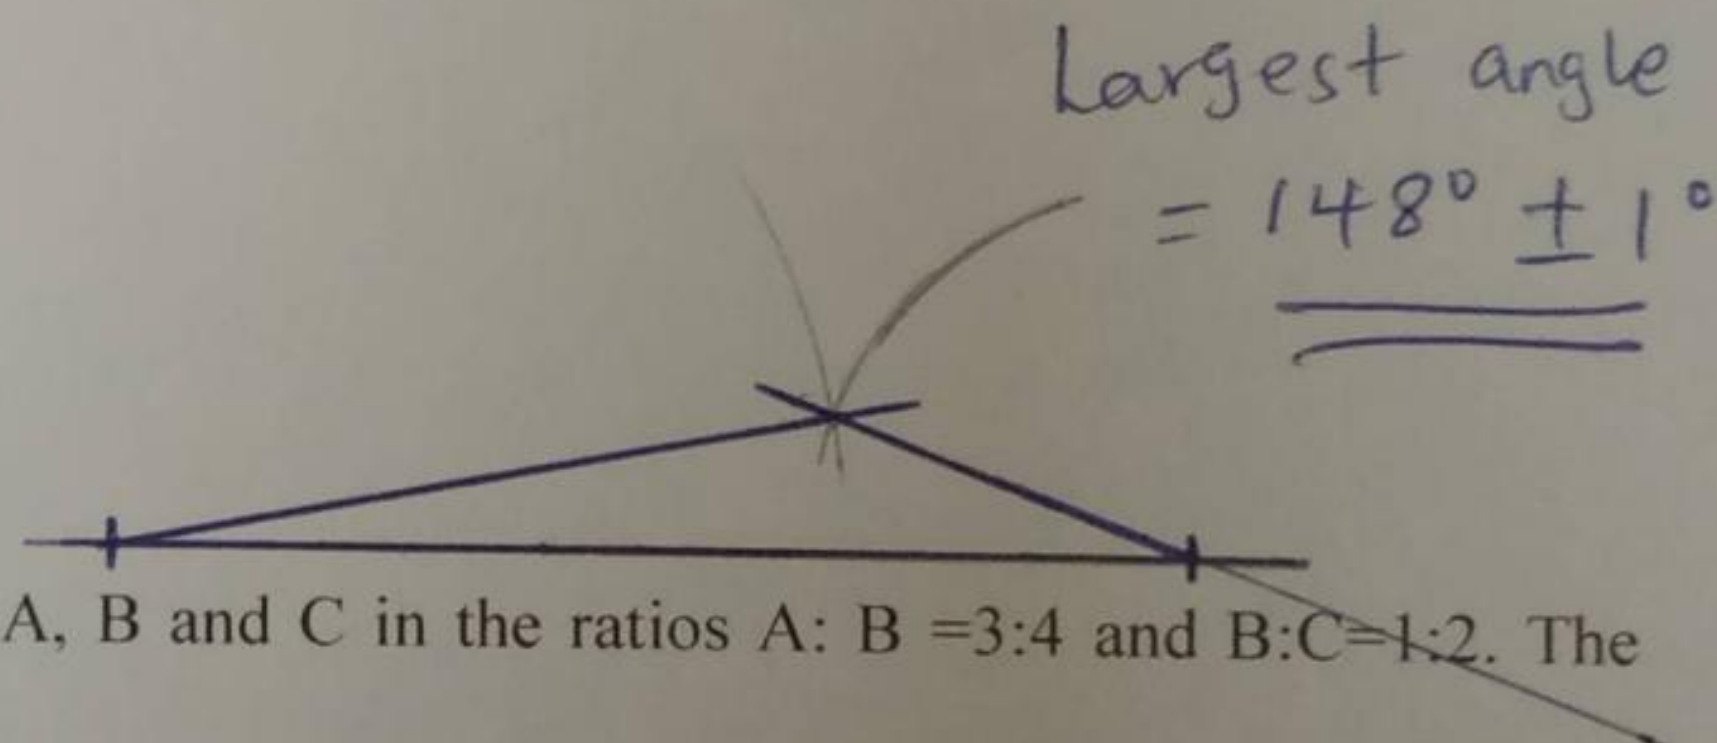 Largest angle
= 148° ± 1°
A, B and C in the ratios A: B =3:4 and B:C=1:2. The